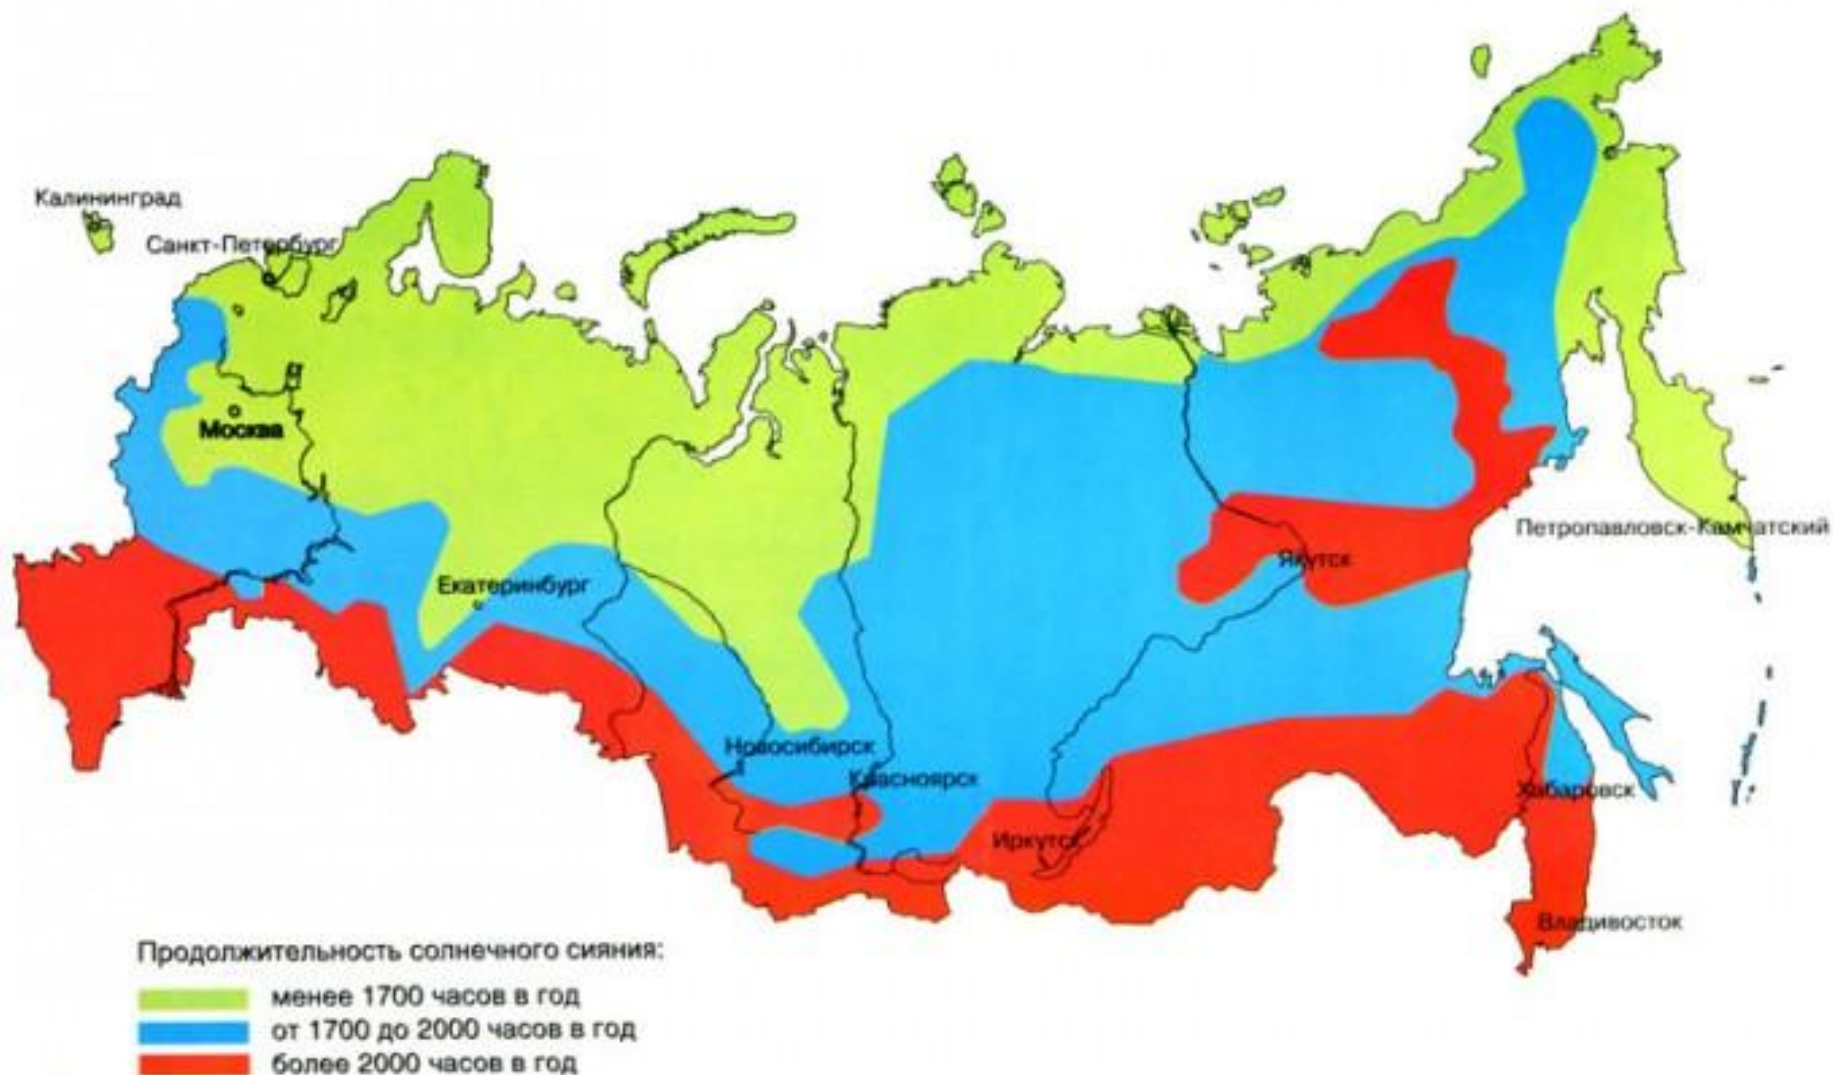 Калининград
Санкт-Петербург
Москва
Петропавловск-Камчатский
Якутск
Екатеринбург
Новосибирск
Красноярск
Хабаровск
Иркутск
Владивосток
Продолжительность солнечного сияния:
менее 1700 часов в год
от 1700 до 2000 часов в год
более 2000 часов в год